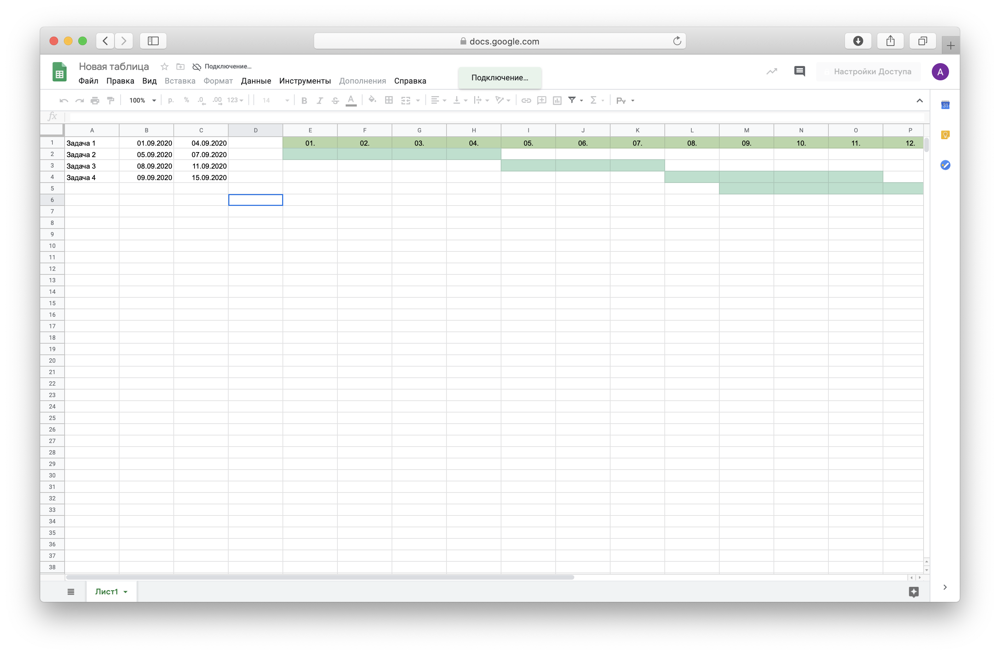 docs.google.com
Новая таблица Подключение...
Подключение...
Настройки Доступа A
Файл Правка Вид Вставка Формат Данные Инструменты Дополнения Справка
100% р. % .0 .00 123 14 B I S A Σ Ру
31
fx
A B C D E F G H I J K L M N O P
1 Задача 1 01.09.2020 04.09.2020 01. 02. 03. 04. 05. 06. 07. 08. 09. 10. 11. 12.
2 Задача 2 05.09.2020 07.09.2020
3 Задача 3 08.09.2020 11.09.2020
4 Задача 4 09.09.2020 15.09.2020
5
6
7
8
9
10
11
12
13
14
15
16
17
18
19
20
21
22
23
24
25
26
27
28
29
30
31
32
33
34
35
36
37
38
Лист1